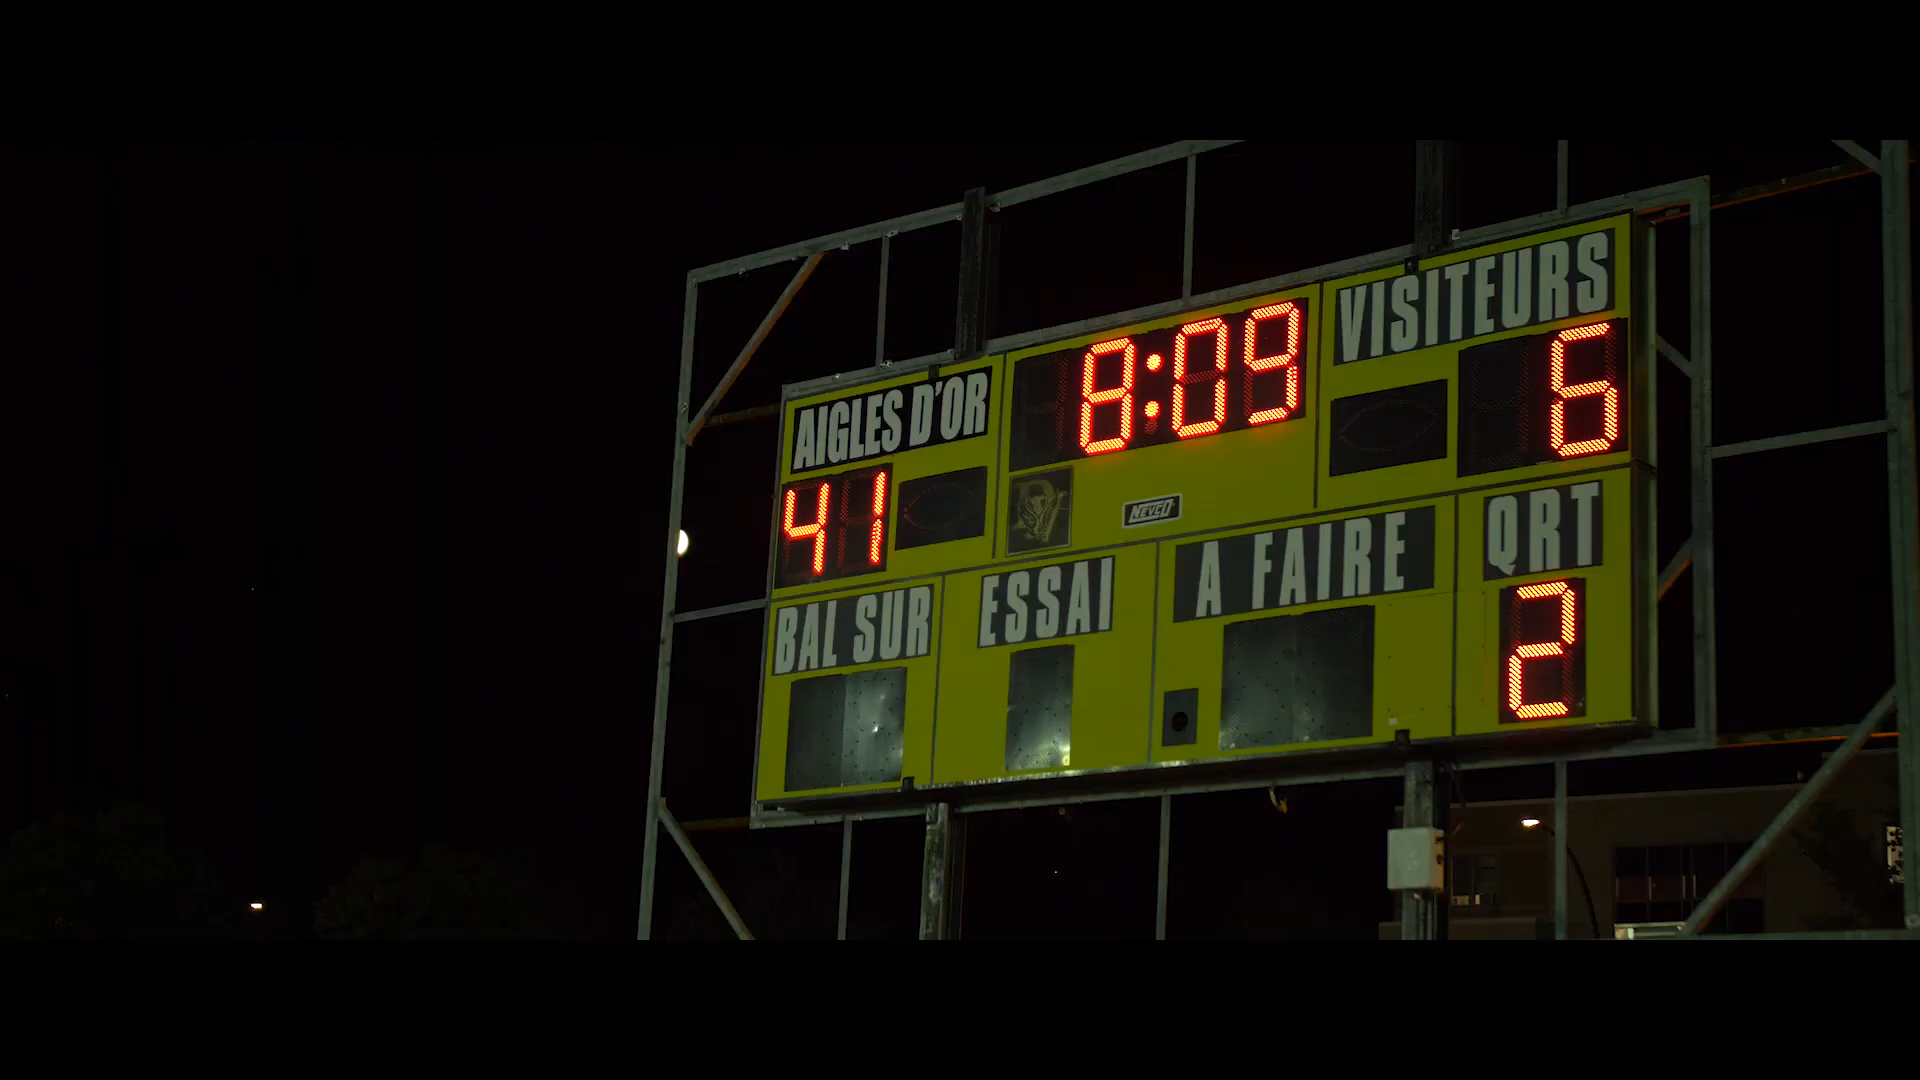 VISITEURS
8:09
6
AIGLES D'OR
41
NEVCO
QRT
2
A FAIRE
ESSAI
BAL SUR